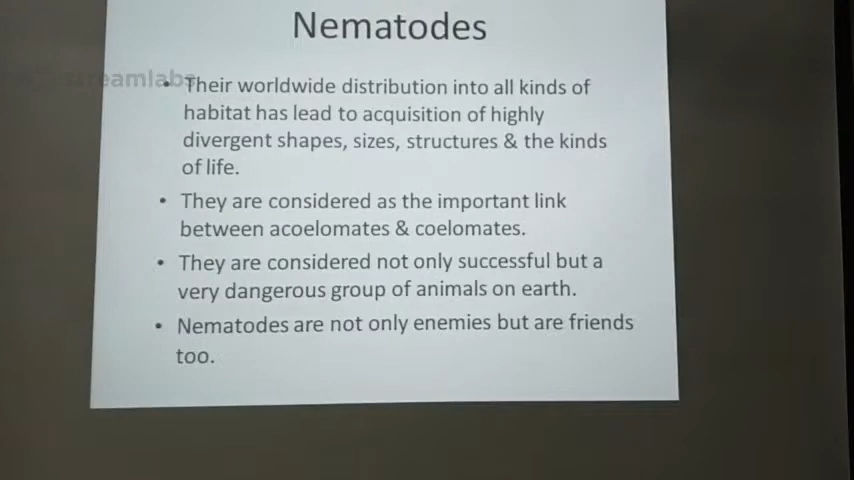 Nematodes
streamlabs
• Their worldwide distribution into all kinds of
habitat has lead to acquisition of highly
divergent shapes, sizes, structures & the kinds
of life.
• They are considered as the important link
between acoelomates & coelomates.
• They are considered not only successful but a
very dangerous group of animals on earth.
• Nematodes are not only enemies but are friends
too.